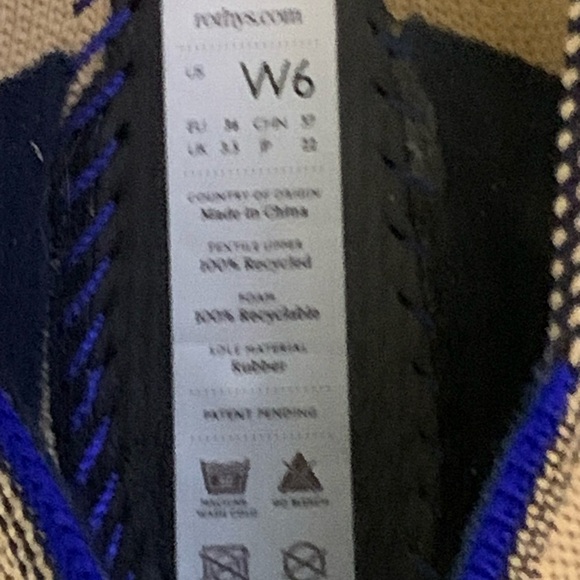 rothys.com
US W6
EU 36 CHN 37
UK 3.5 JP 22
COUNTRY OF ORIGIN
Made in China
TEXTILE UPPER
100% Recycled
FOAM
100% Recyclable
SOLE MATERIAL
Rubber
PATENT PENDING
MACHINE NO BLEACH
WASH COLD